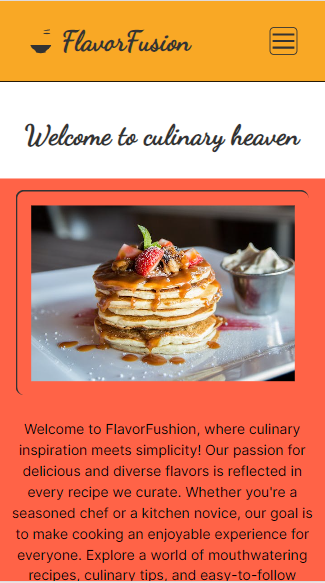 FlavorFusion
Welcome to culinary heaven
Welcome to FlavorFushion, where culinary
inspiration meets simplicity! Our passion for
delicious and diverse flavors is reflected in
every recipe we curate. Whether you're a
seasoned chef or a kitchen novice, our goal is
to make cooking an enjoyable experience for
everyone. Explore a world of mouthwatering
recipes, culinary tips, and easy-to-follow